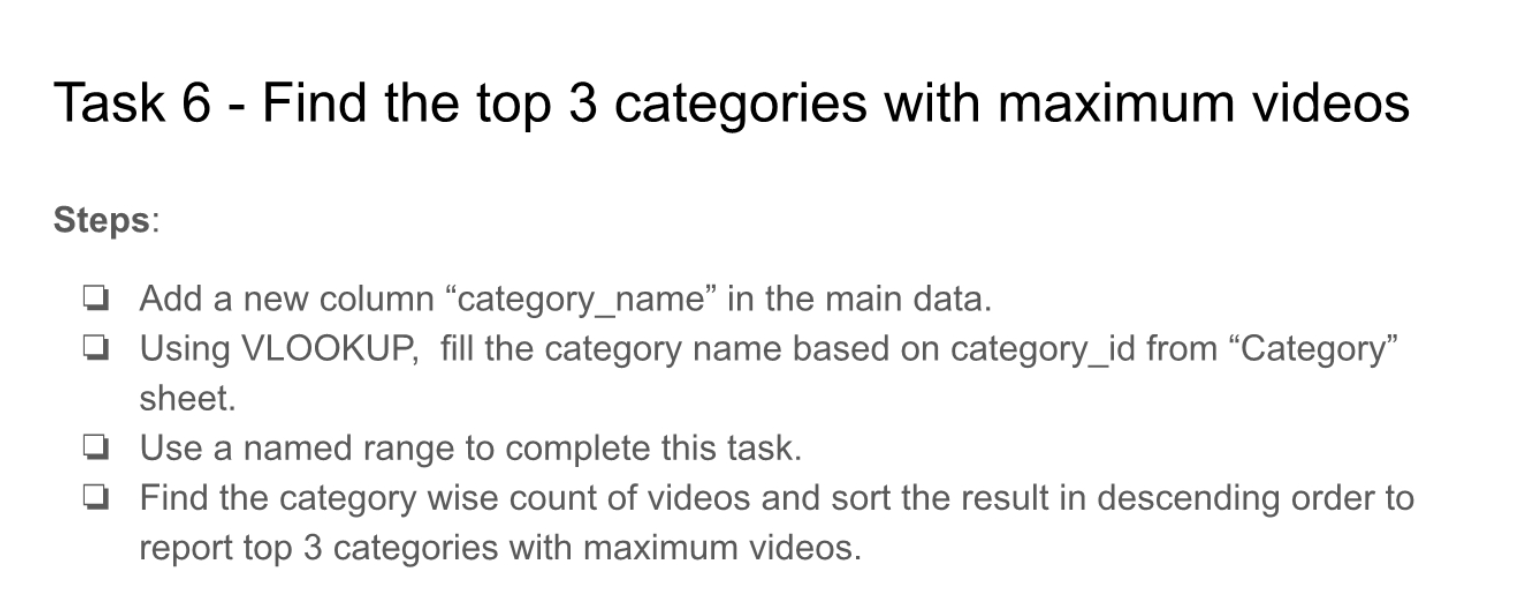 Task 6 - Find the top 3 categories with maximum videos
Steps:
❏ Add a new column “category_name” in the main data.
❏ Using VLOOKUP,  fill the category name based on category_id from “Category”
sheet.
❏ Use a named range to complete this task.
❏ Find the category wise count of videos and sort the result in descending order to
report top 3 categories with maximum videos.